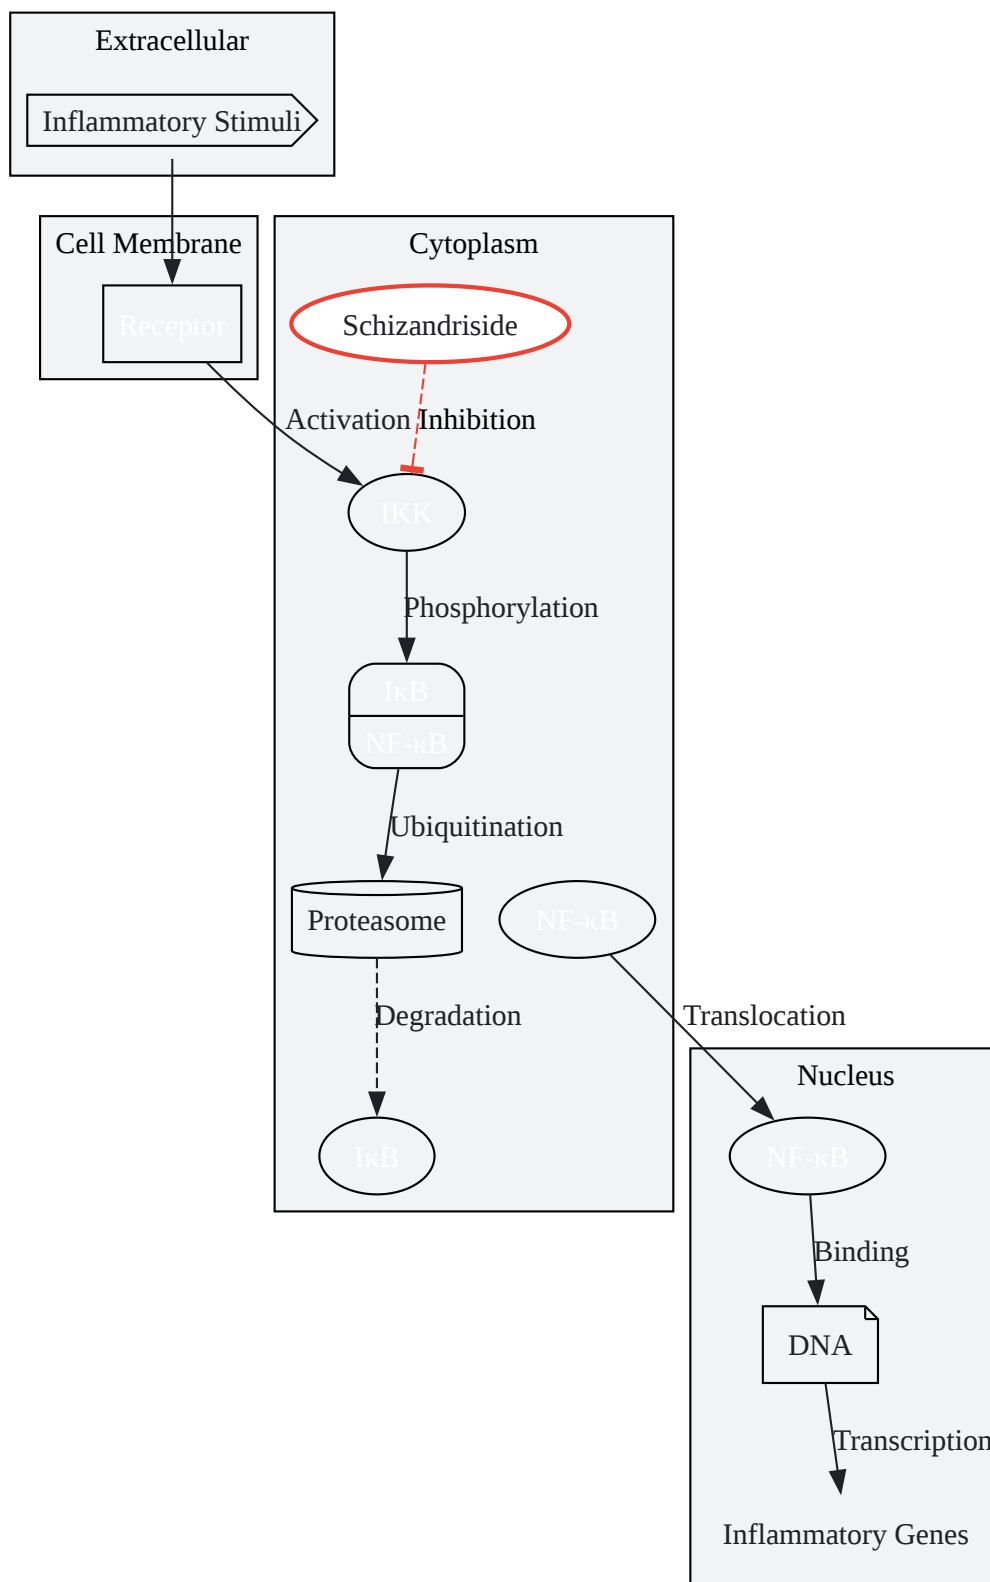 Extracellular
Inflammatory Stimuli
Cell Membrane
Receptor
Cytoplasm
Schizandriside
Activation
Inhibition
IKK
Phosphorylation
IκB
NF-κB
Ubiquitination
Proteasome
NF-κB
Degradation
Translocation
IκB
Nucleus
NF-κB
Binding
DNA
Transcription
Inflammatory Genes